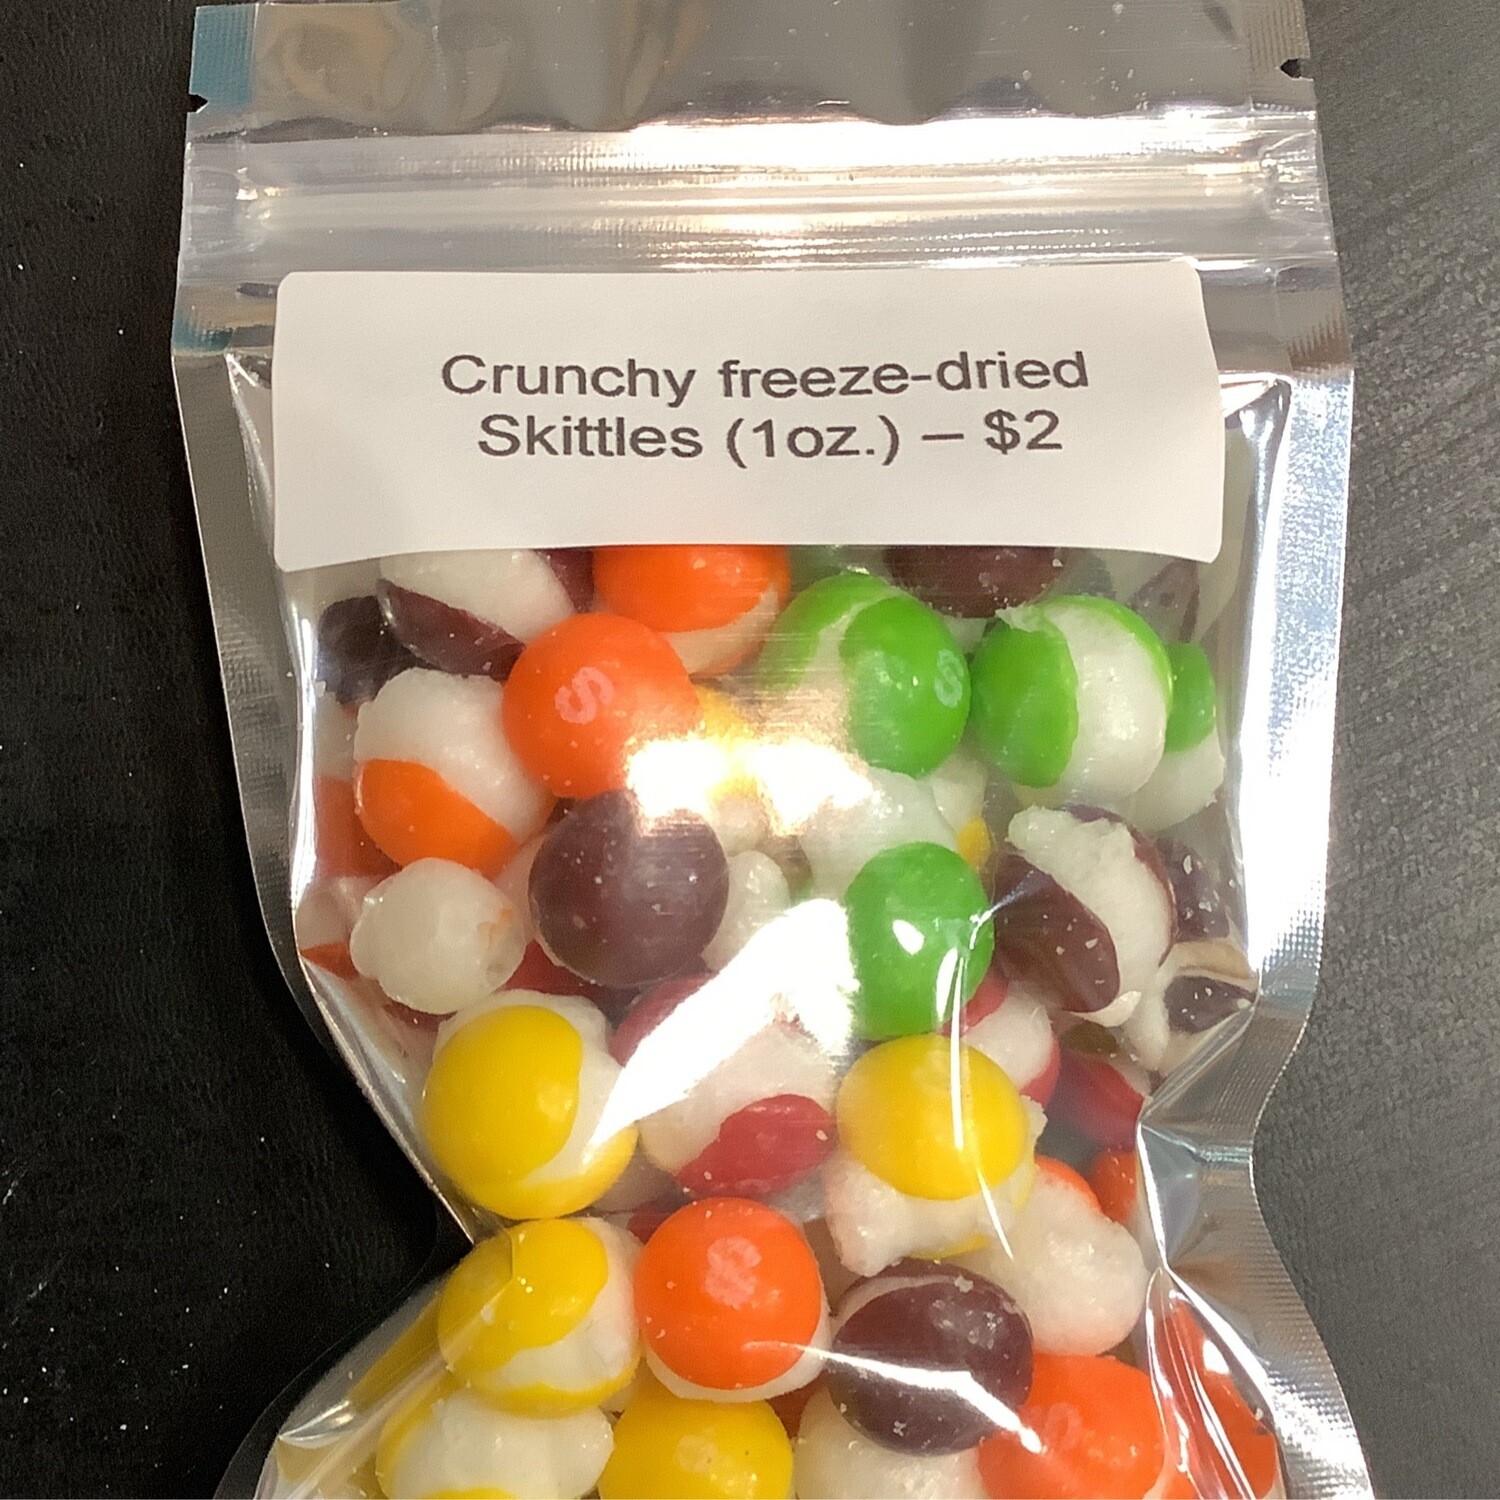 Crunchy freeze-dried
Skittles (1oz.) – $2
S
S
S
S